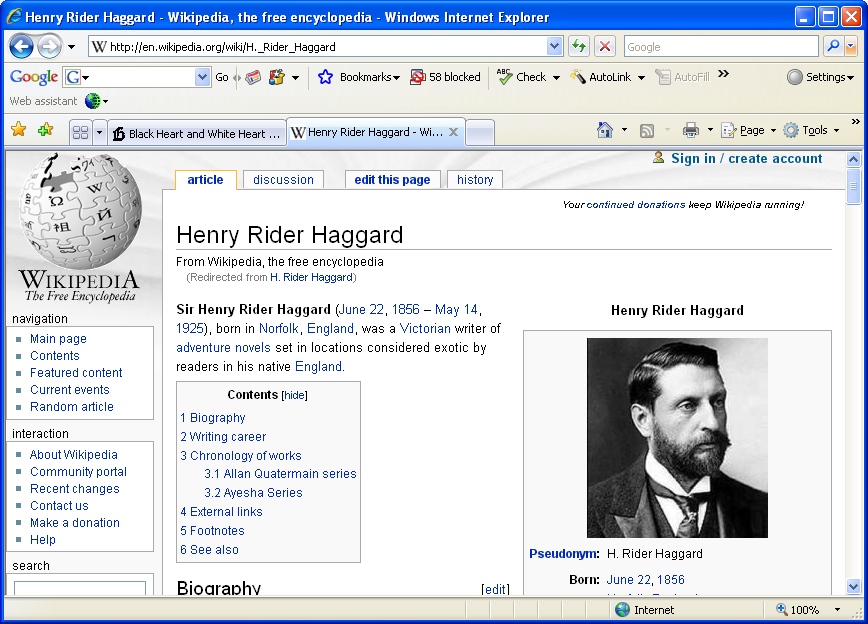 Henry Rider Haggard - Wikipedia, the free encyclopedia - Windows Internet Explorer
http://en.wikipedia.org/wiki/H._Rider_Haggard
Google
Google G Go Bookmarks 58 blocked ABC Check AutoLink AutoFill » Settings
Web assistant
Black Heart and White Heart ... W Henry Rider Haggard - Wi... Page Tools »
Sign in / create account
article discussion edit this page history
Your continued donations keep Wikipedia running!
WIKIPEDIA
The Free Encyclopedia
navigation
Main page
Contents
Featured content
Current events
Random article
interaction
About Wikipedia
Community portal
Recent changes
Contact us
Make a donation
Help
search
Henry Rider Haggard
From Wikipedia, the free encyclopedia
(Redirected from H. Rider Haggard)
Sir Henry Rider Haggard (June 22, 1856 – May 14,
1925), born in Norfolk, England, was a Victorian writer of
adventure novels set in locations considered exotic by
readers in his native England.
Contents [hide]
1 Biography
2 Writing career
3 Chronology of works
3.1 Allan Quatermain series
3.2 Ayesha Series
4 External links
5 Footnotes
6 See also
Biography [edit]
Henry Rider Haggard
Pseudonym: H. Rider Haggard
Born: June 22, 1856
Internet 100%